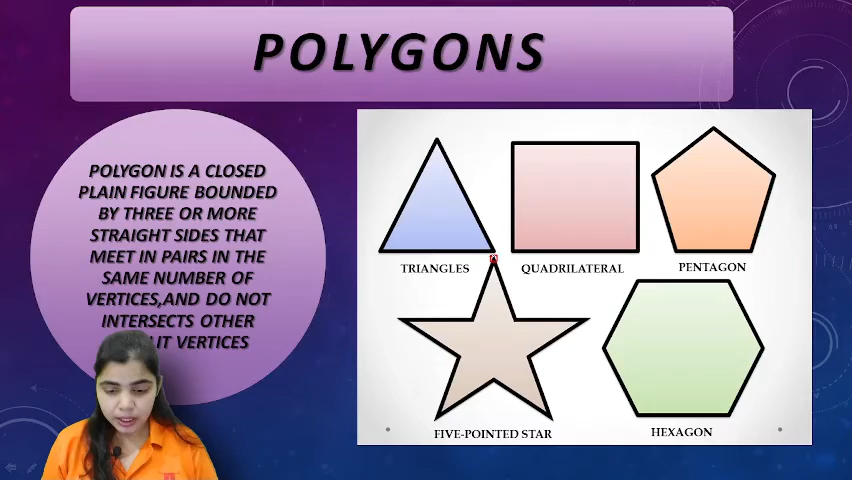 POLYGONS
POLYGON IS A CLOSED
PLAIN FIGURE BOUNDED
BY THREE OR MORE
STRAIGHT SIDES THAT
MEET IN PAIRS IN THE
SAME NUMBER OF
VERTICES,AND DO NOT
INTERSECTS OTHER
VERTICES
TRIANGLES
QUADRILATERAL
PENTAGON
FIVE-POINTED STAR
HEXAGON